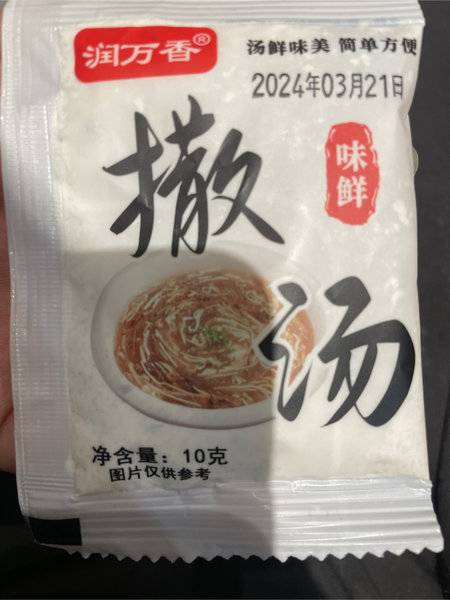 润万香®
汤鲜味美 简单方便
2024年03月21日
味鲜
撒汤
净含量：10克
图片仅供参考